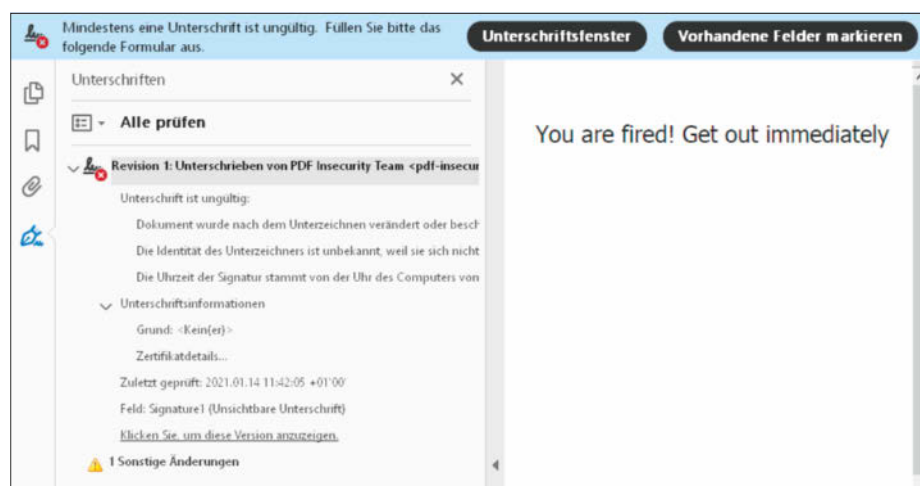 Mindestens eine Unterschrift ist ungültig. Füllen Sie bitte das
folgende Formular aus.
Unterschriftsfenster
Vorhandene Felder markieren
Unterschriften
Alle prüfen
Revision 1: Unterschrieben von PDF Insecurity Team <pdf-insecur
Unterschrift ist ungültig:
Dokument wurde nach dem Unterzeichnen verändert oder besch
Die Identität des Unterzeichners ist unbekannt, weil sie sich nicht
Die Uhrzeit der Signatur stammt von der Uhr des Computers von
Unterschriftsinformationen
Grund: <Kein(er)>
Zertifikatdetails...
Zuletzt geprüft: 2021.01.14 11:42:05 +01'00'
Feld: Signature1 (Unsichtbare Unterschrift)
Klicken Sie, um diese Version anzuzeigen.
1 Sonstige Änderungen
You are fired! Get out immediately